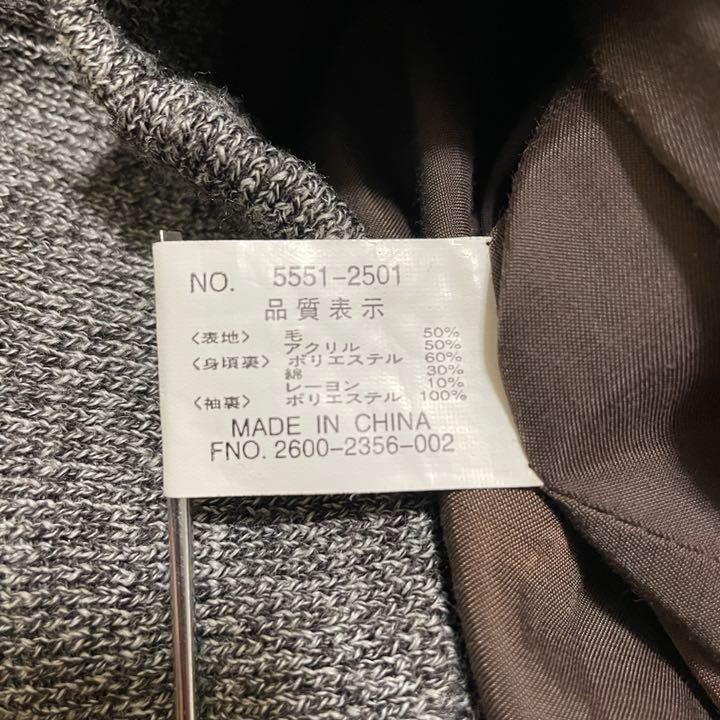 NO. 5551-2501
品質表示
〈表地〉 毛 50%
アクリル 50%
〈身頃裏〉 ポリエステル 60%
綿 30%
レーヨン 10%
〈袖裏〉 ポリエステル 100%
MADE IN CHINA
FNO. 2600-2356-002